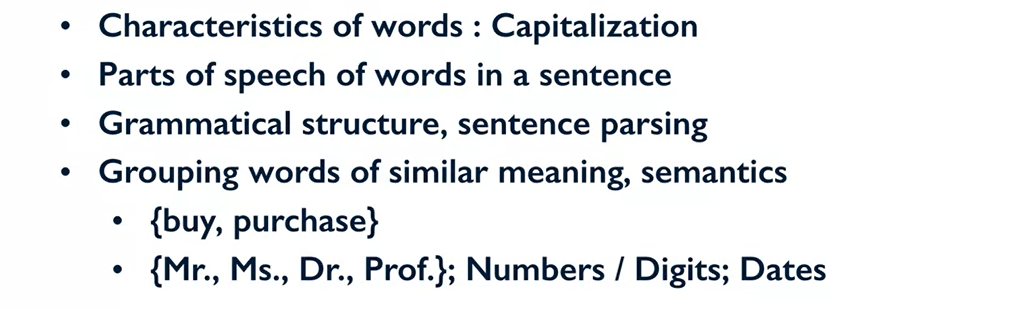 • Characteristics of words : Capitalization
• Parts of speech of words in a sentence
• Grammatical structure, sentence parsing
• Grouping words of similar meaning, semantics
• {buy, purchase}
• {Mr., Ms., Dr., Prof.}; Numbers / Digits; Dates